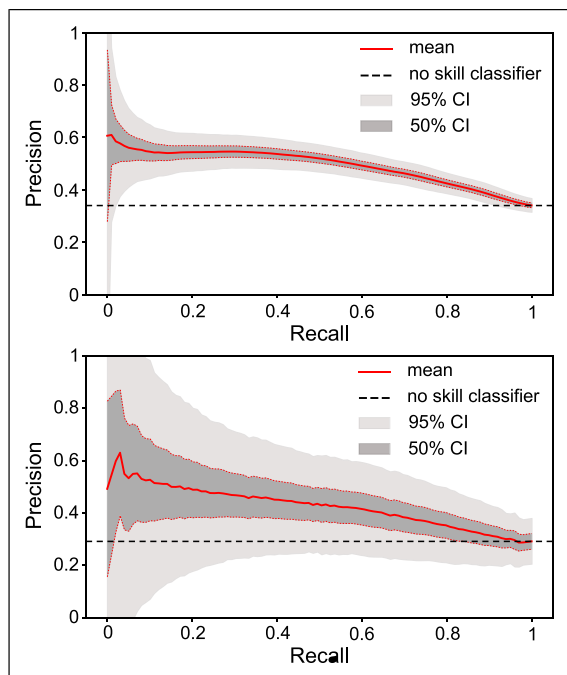 mean
no skill classifier
95% CI
50% CI
1
0.8
0.6
0.4
0.2
0
Precision
0 0.2 0.4 0.6 0.8 1
Recall
mean
no skill classifier
95% CI
50% CI
1
0.8
0.6
0.4
0.2
0
Precision
0 0.2 0.4 0.6 0.8 1
Recall